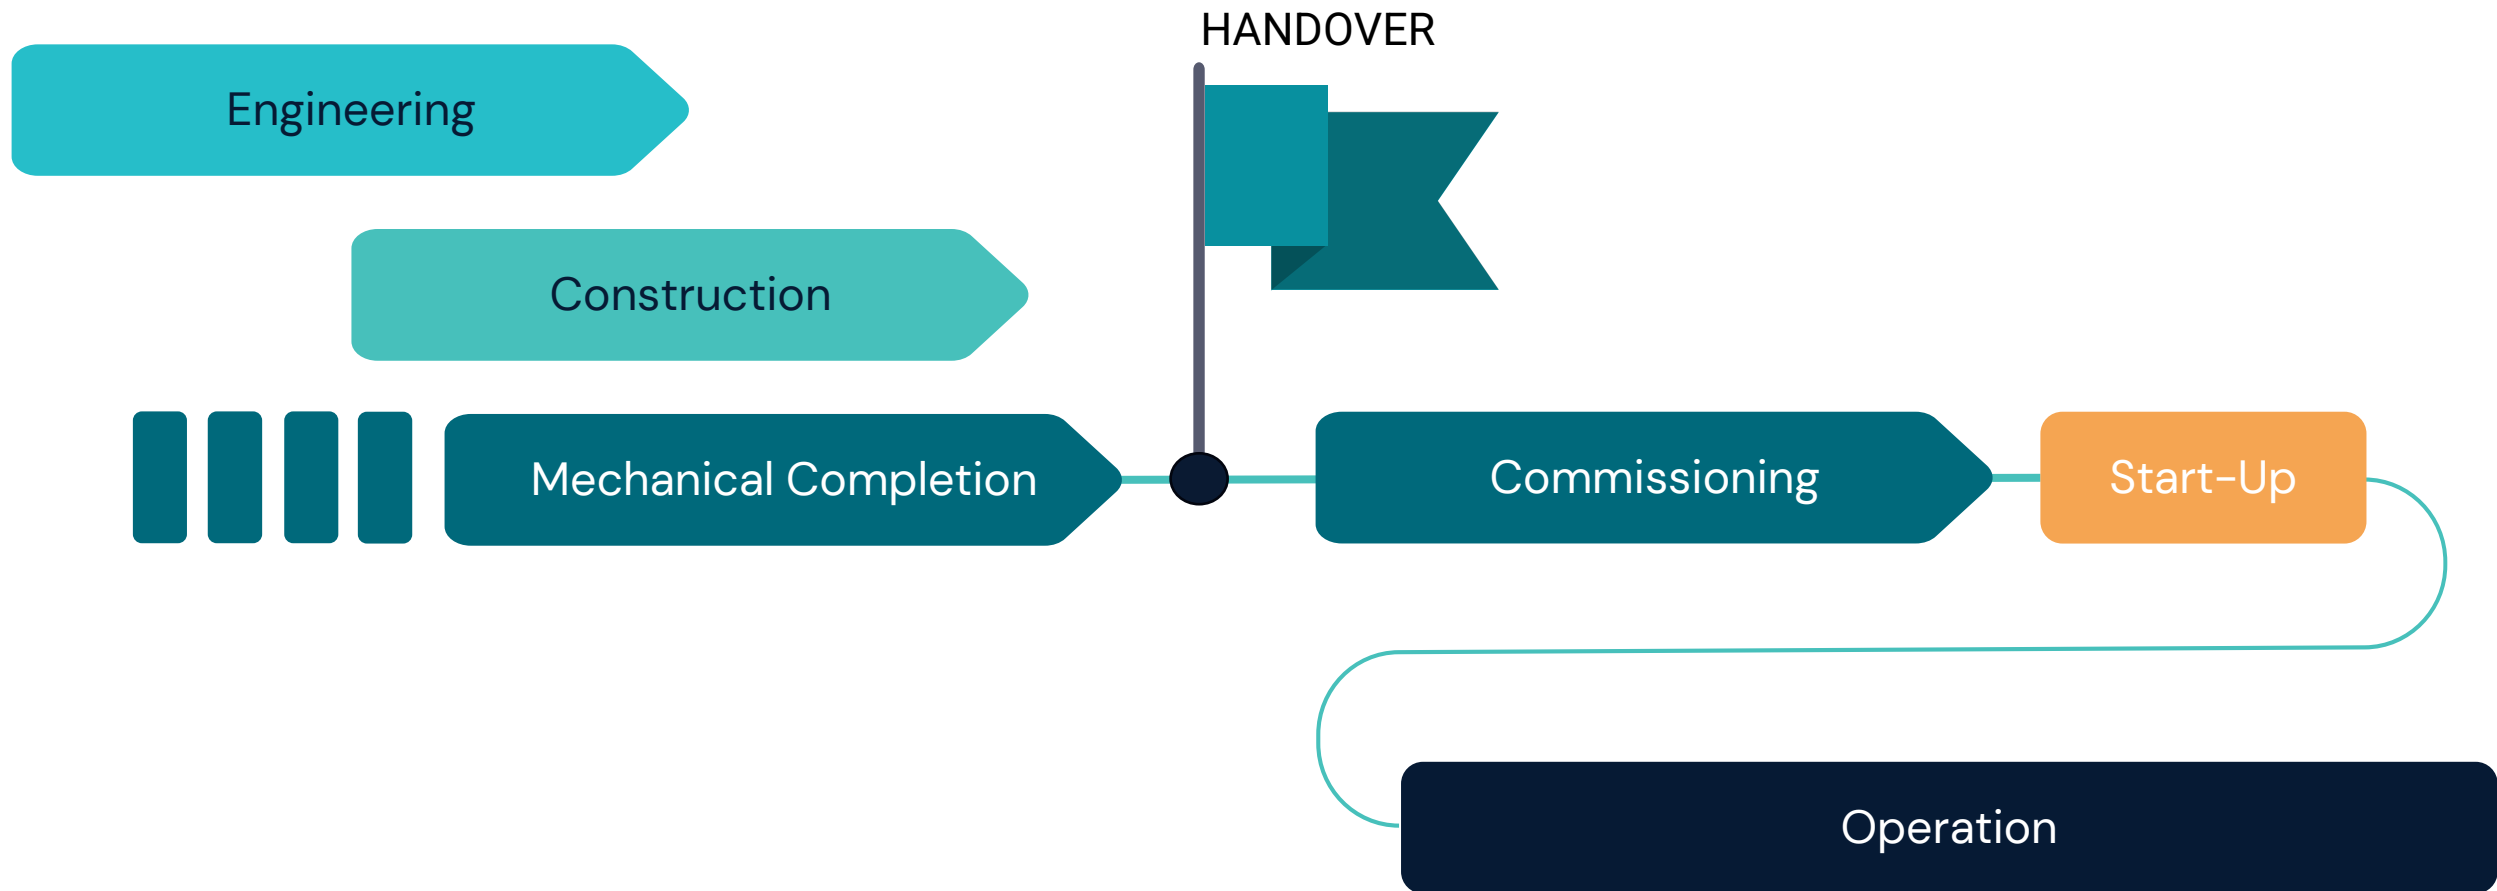 HANDOVER
Engineering
Construction
Mechanical Completion
Commissioning
Start-Up
Operation